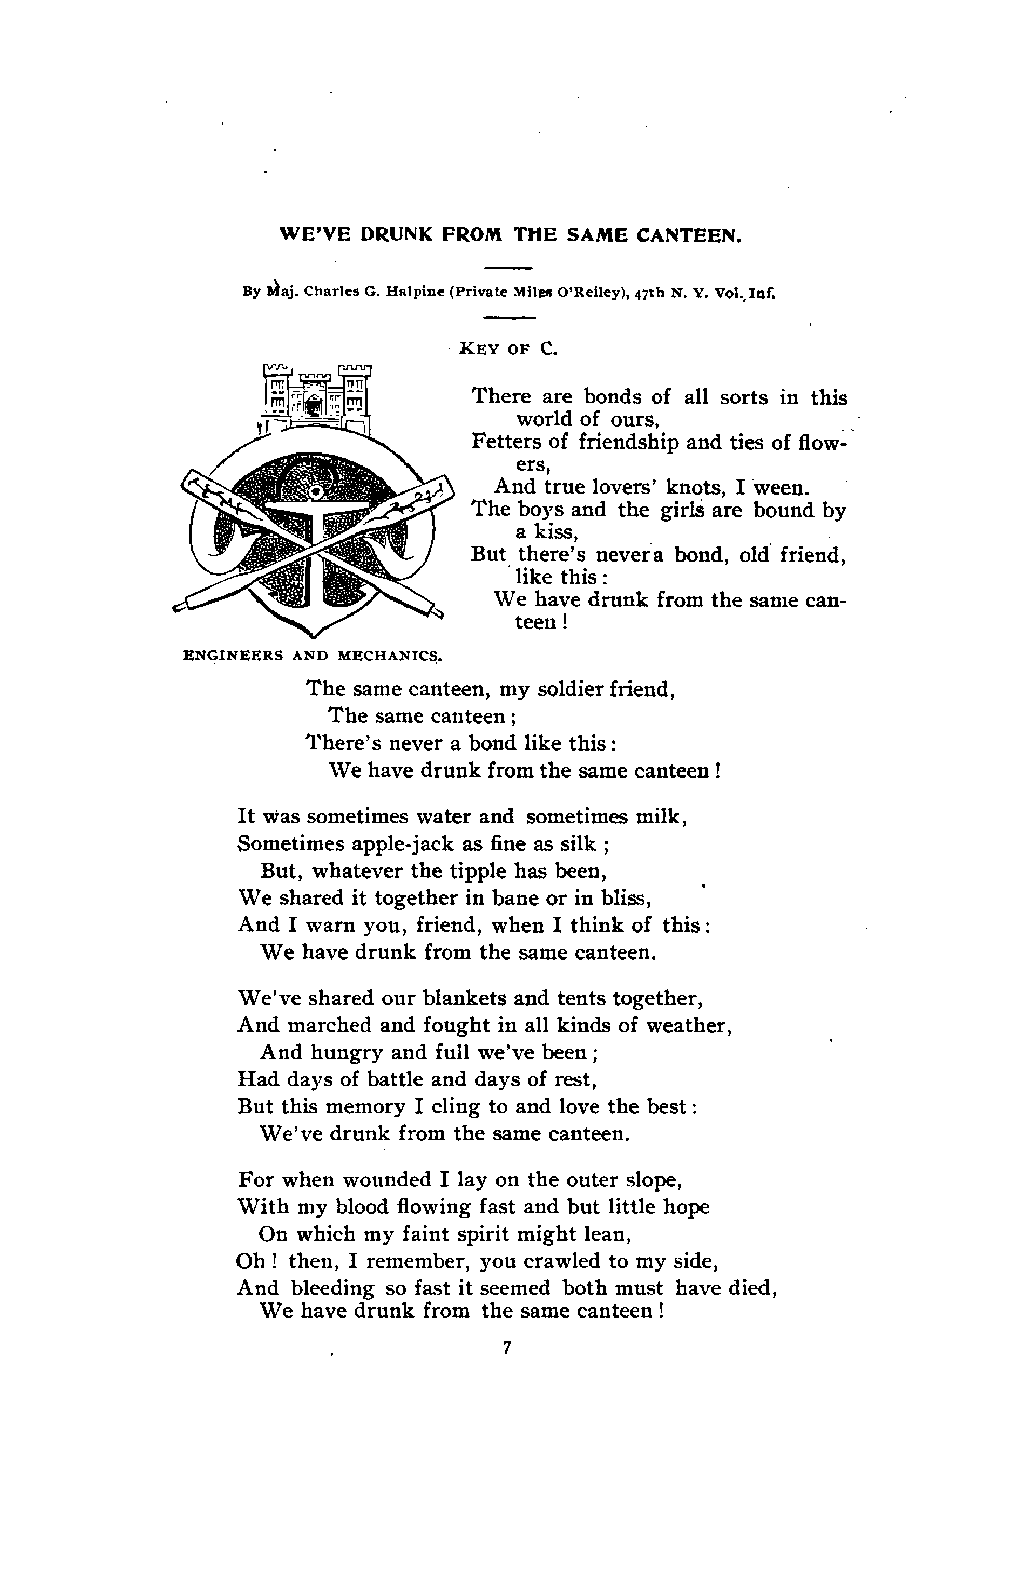 WE'VE DRUNK FROM THE SAME CANTEEN.
By Maj. Charles G. Halpine (Private Miles O'Reiley), 47th N. Y. Vol. Inf.
KEY OF C.
There are bonds of all sorts in this
world of ours,
Fetters of friendship and ties of flow-
ers,
And true lovers' knots, I ween.
The boys and the girls are bound by
a kiss,
But there's never a bond, old friend,
like this :
We have drunk from the same can-
teen !
ENGINEERS AND MECHANICS.
The same canteen, my soldier friend,
The same canteen ;
There's never a bond like this :
We have drunk from the same canteen !
It was sometimes water and sometimes milk,
Sometimes apple-jack as fine as silk ;
But, whatever the tipple has been,
We shared it together in bane or in bliss,
And I warn you, friend, when I think of this :
We have drunk from the same canteen.
We've shared our blankets and tents together,
And marched and fought in all kinds of weather,
And hungry and full we've been ;
Had days of battle and days of rest,
But this memory I cling to and love the best :
We've drunk from the same canteen.
For when wounded I lay on the outer slope,
With my blood flowing fast and but little hope
On which my faint spirit might lean,
Oh ! then, I remember, you crawled to my side,
And bleeding so fast it seemed both must have died,
We have drunk from the same canteen !
7